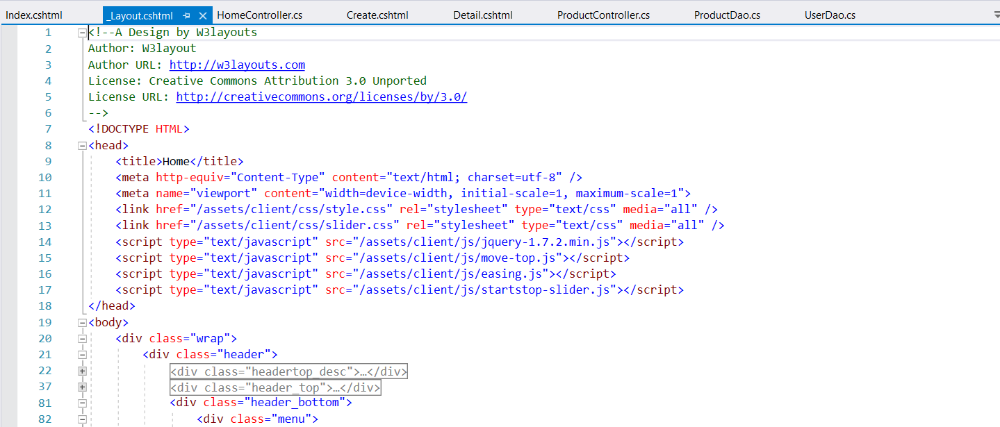 Index.cshtml _Layout.cshtml HomeController.cs Create.cshtml Detail.cshtml ProductController.cs ProductDao.cs UserDao.cs
1 <!--A Design by W3layouts
2 Author: W3layout
3 Author URL: http://w3layouts.com
4 License: Creative Commons Attribution 3.0 Unported
5 License URL: http://creativecommons.org/licenses/by/3.0/
6 -->
7 <!DOCTYPE HTML>
8 <head>
9 <title>Home</title>
10 <meta http-equiv="Content-Type" content="text/html; charset=utf-8" />
11 <meta name="viewport" content="width=device-width, initial-scale=1, maximum-scale=1">
12 <link href="/assets/client/css/style.css" rel="stylesheet" type="text/css" media="all" />
13 <link href="/assets/client/css/slider.css" rel="stylesheet" type="text/css" media="all" />
14 <script type="text/javascript" src="/assets/client/js/jquery-1.7.2.min.js"></script>
15 <script type="text/javascript" src="/assets/client/js/move-top.js"></script>
16 <script type="text/javascript" src="/assets/client/js/easing.js"></script>
17 <script type="text/javascript" src="/assets/client/js/startstop-slider.js"></script>
18 </head>
19 <body>
20 <div class="wrap">
21 <div class="header">
22 <div class="headertop_desc">…</div>
37 <div class="header_top">…</div>
81 <div class="header_bottom">
82 <div class="menu">